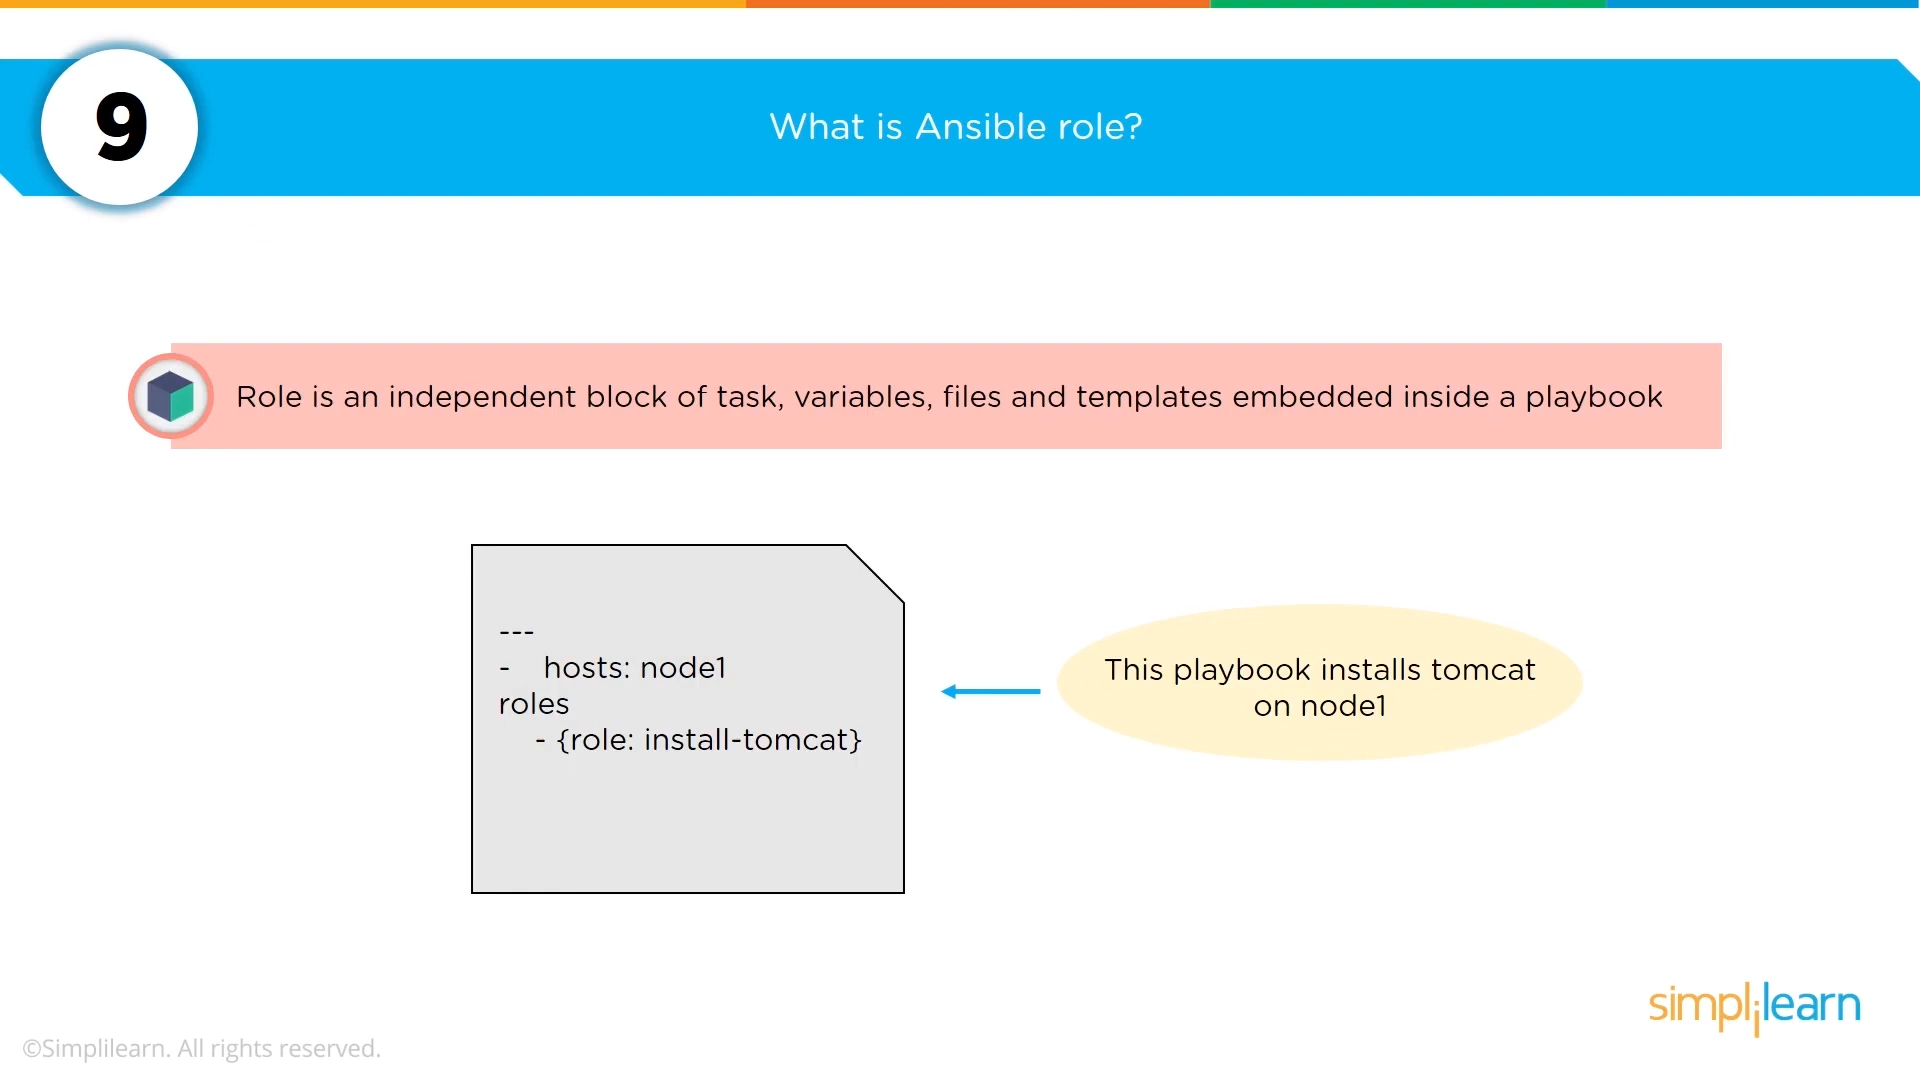 9
What is Ansible role?
Role is an independent block of task, variables, files and templates embedded inside a playbook
---
- hosts: node1
roles
- {role: install-tomcat}
This playbook installs tomcat
on node1
simplilearn
©Simplilearn. All rights reserved.